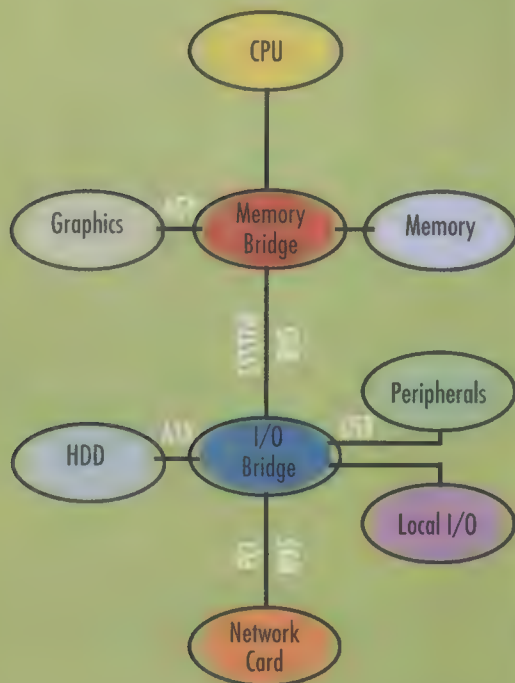 CPU
Graphics
Memory
Bridge
Memory
Peripherals
HDD
I/O
Bridge
Local I/O
Network
Card